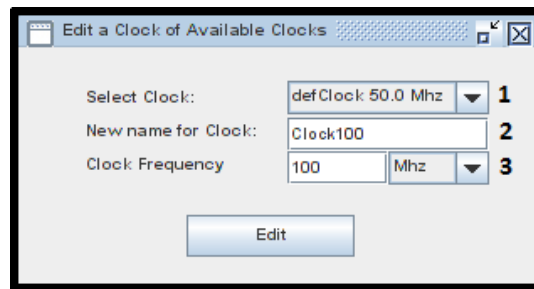 Edit a Clock of Available Clocks
Select Clock: defClock 50.0 Mhz 1
New name for Clock: Clock100 2
Clock Frequency 100 Mhz 3
Edit